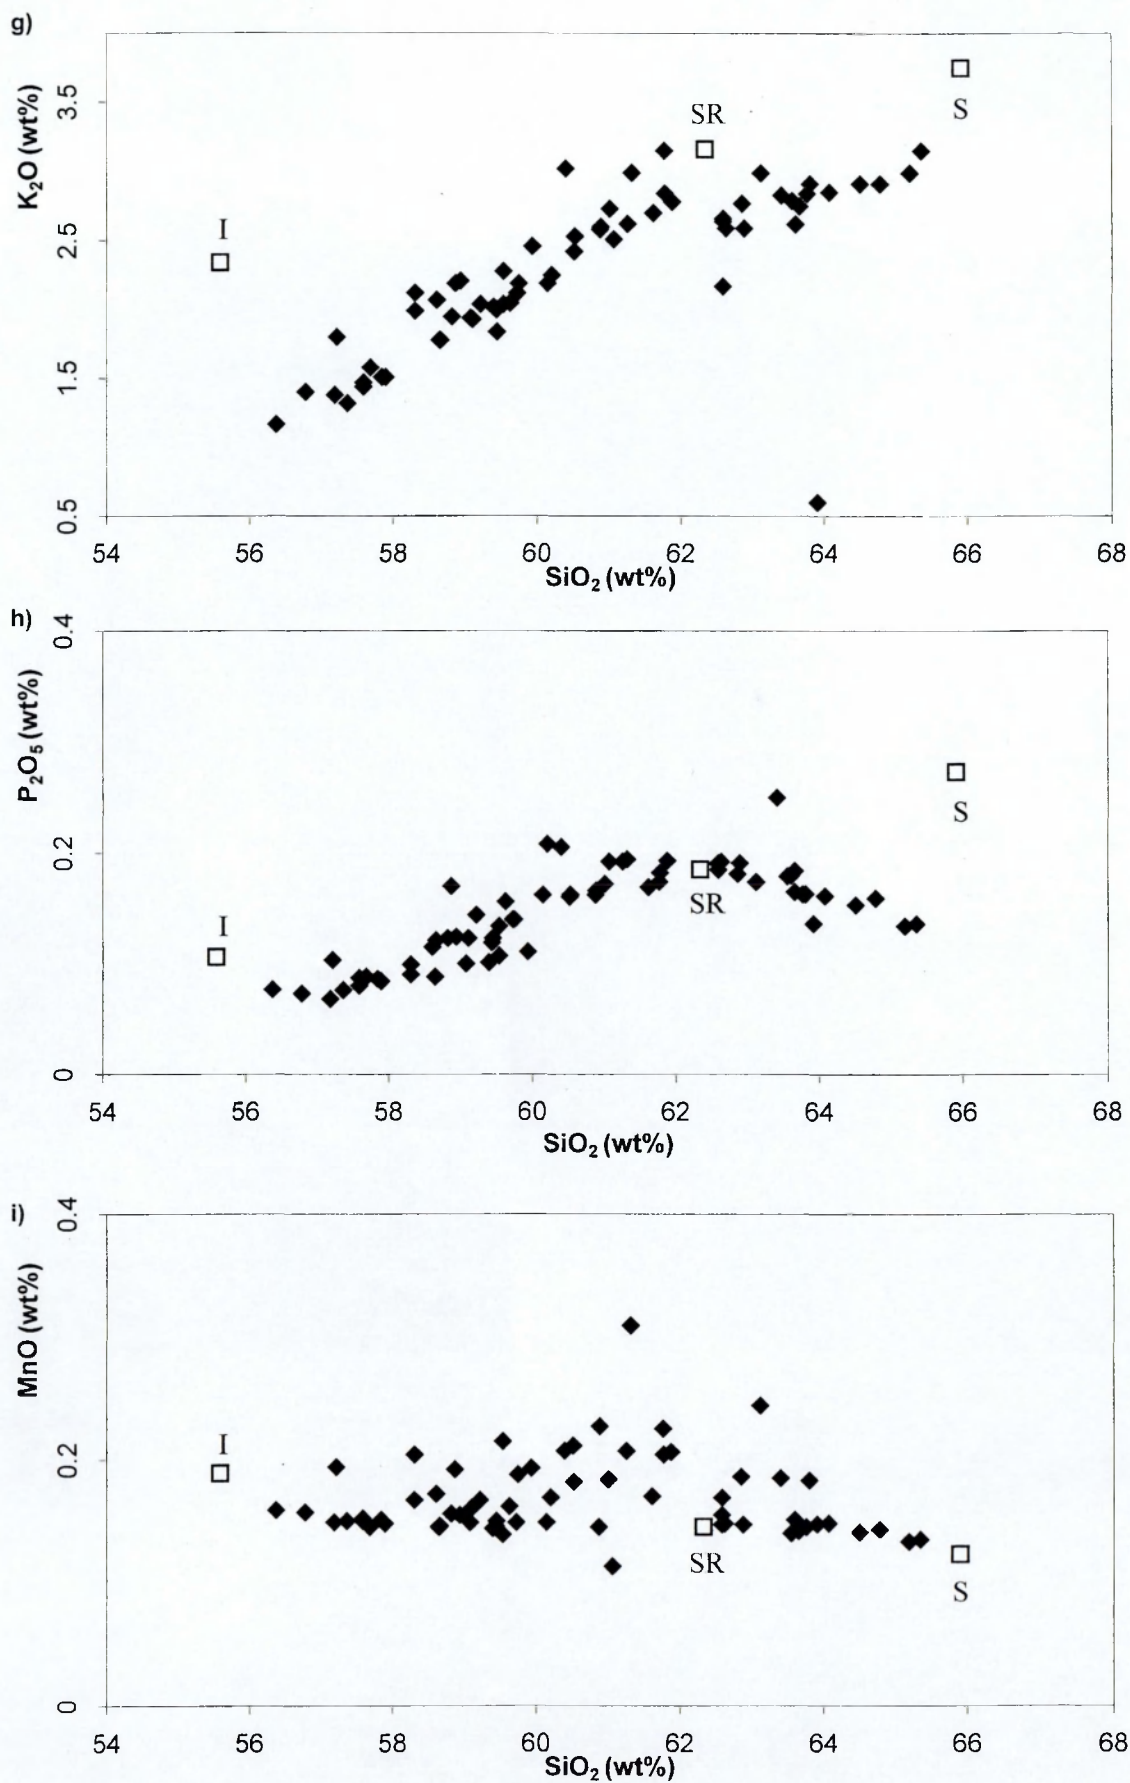 g)
K₂O (wt%)
3.5
2.5
1.5
0.5
I
SR
S
54 56 58 60 62 64 66 68
SiO₂ (wt%)
h)
P₂O₅ (wt%)
0.4
0.2
0
I
SR
S
54 56 58 60 62 64 66 68
SiO₂ (wt%)
i)
MnO (wt%)
0.4
0.2
0
I
SR
S
54 56 58 60 62 64 66 68
SiO₂ (wt%)